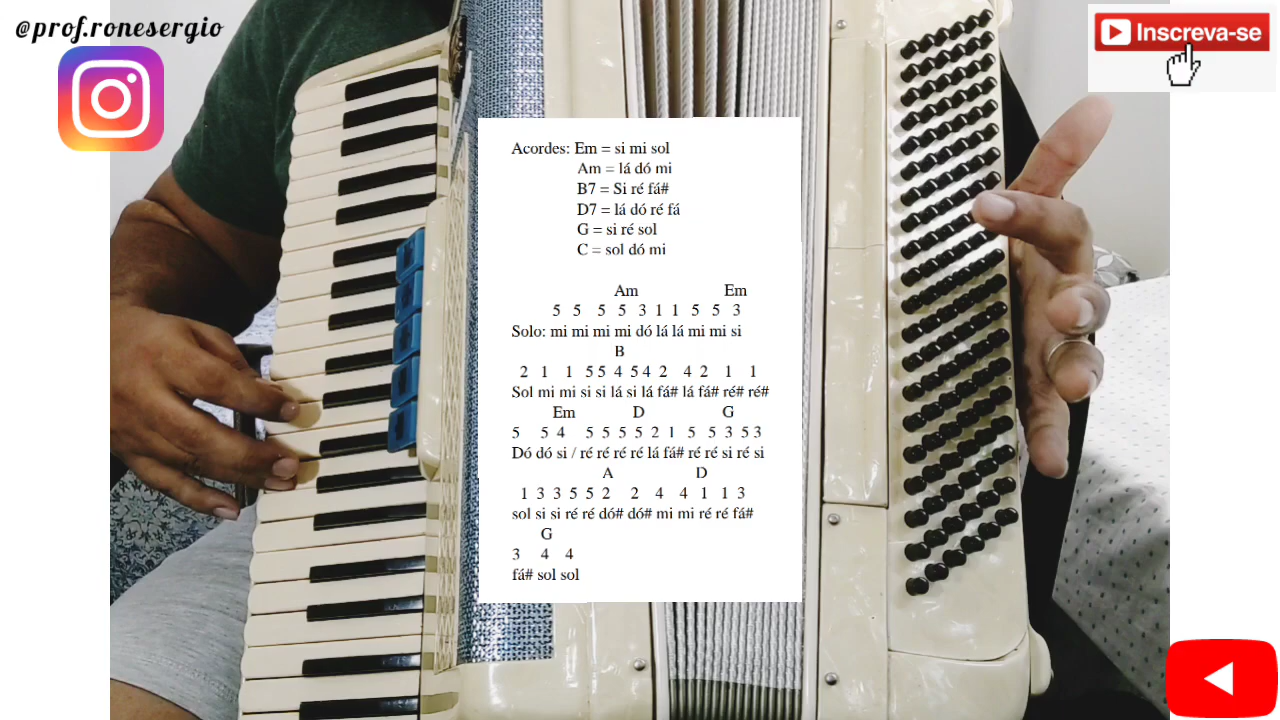 @prof.ronesergio
Inscreva-se
Acordes: Em = si mi sol
Am = lá dó mi
B7 = Si ré fá#
D7 = lá dó ré fá
G = si ré sol
C = sol dó mi
Am Em
5 5 5 5 3 1 1 5 5 3
Solo: mi mi mi mi dó lá lá mi mi si
B
2 1 1 5 5 4 5 4 2 4 2 1 1
Sol mi mi si si lá si lá fá# lá fá# ré# ré#
Em D G
5 5 4 5 5 5 5 2 1 5 5 3 5 3
Dó dó si / ré ré ré ré lá fá# ré ré si ré si
A D
1 3 3 5 5 2 2 4 4 1 1 3
sol si si ré ré dó# dó# mi mi ré ré fá#
G
3 4 4
fá# sol sol